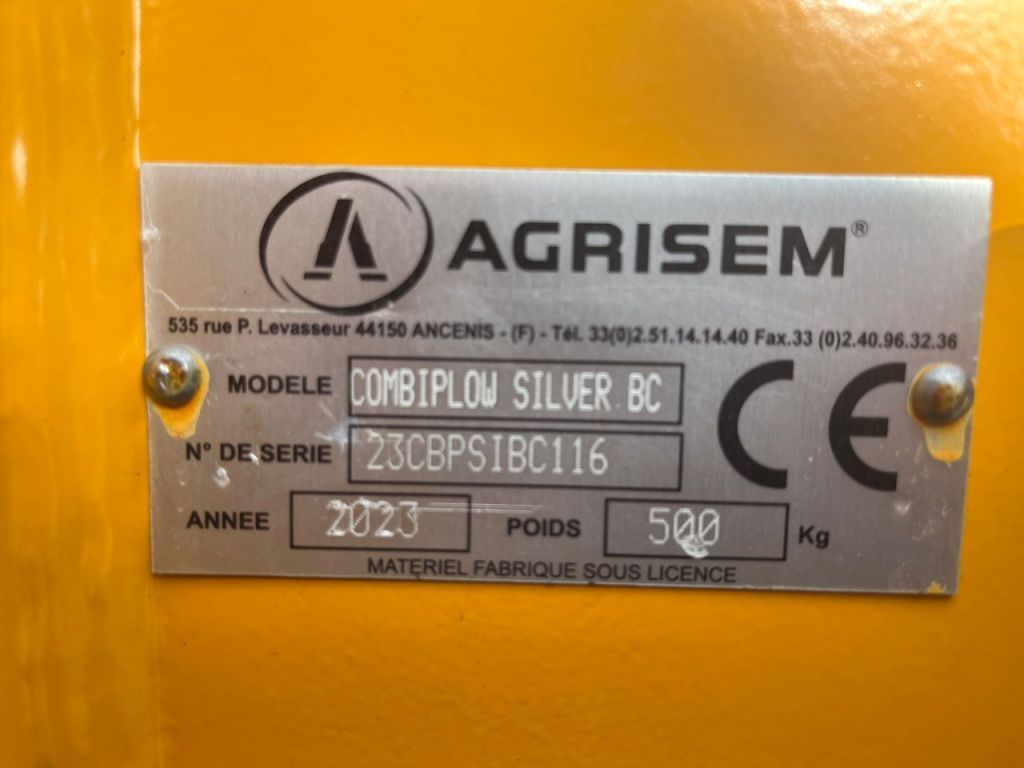 AGRISEM®
535 rue P. Levasseur 44150 ANCENIS - (F) - Tél. 33(0)2.51.14.14.40 Fax.33 (0)2.40.96.32.36
MODELE COMBIPLOW SILVER BC
N° DE SERIE 23CBPSIBC116
ANNEE 2023 POIDS 500 Kg
CE
MATERIEL FABRIQUE SOUS LICENCE